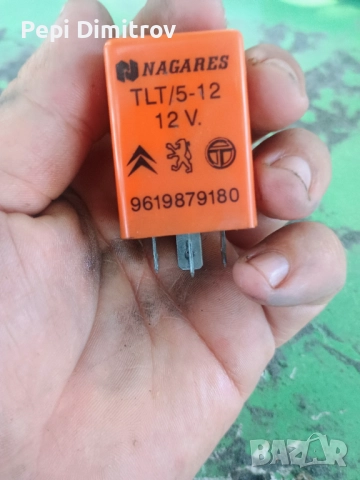 Pepi Dimitrov
NAGARES
TLT/5-12
12 V.
9619879180
BAZAR